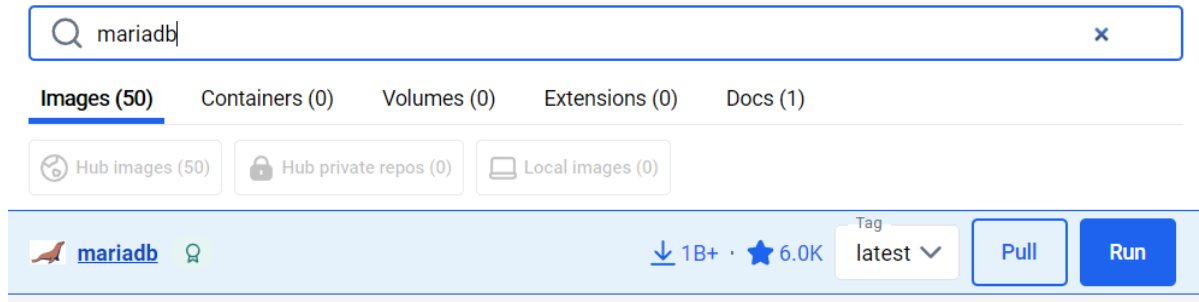 mariadb
Images (50) Containers (0) Volumes (0) Extensions (0) Docs (1)
Hub images (50) Hub private repos (0) Local images (0)
Tag
mariadb 1B+ · 6.0K latest Pull Run